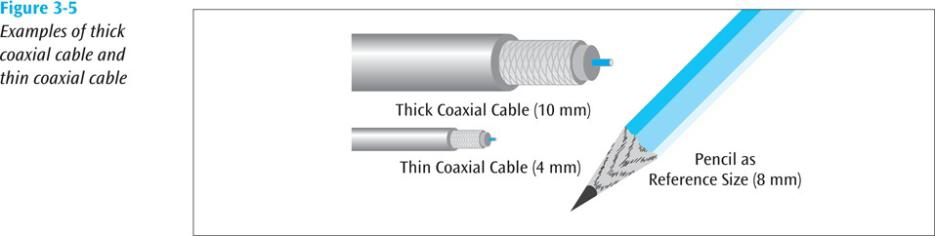 Figure 3-5
Examples of thick
coaxial cable and
thin coaxial cable
Thick Coaxial Cable (10 mm)
Thin Coaxial Cable (4 mm)
Pencil as
Reference Size (8 mm)